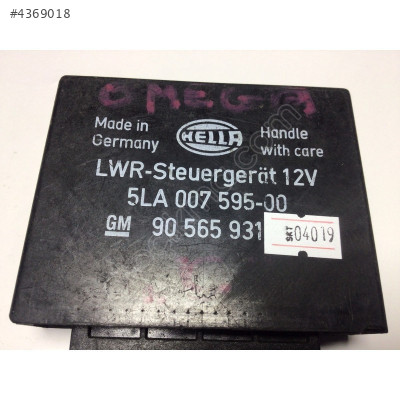 #4369018
OMEGA
Made in
Germany
HELLA
Handle
with care
LWR-Steuergerät 12V
5LA 007 595-00
GM 90 565 931
SKT 04019